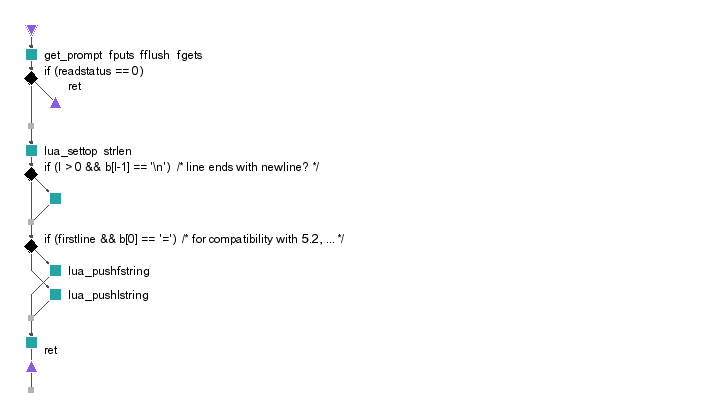 get_prompt fputs fflush fgets
if (readstatus == 0)
ret
lua_settop strlen
if (l > 0 && b[l-1] == '\n') /* line ends with newline? */
if (firstline && b[0] == '=') /* for compatibility with 5.2, ... */
lua_pushfstring
lua_pushlstring
ret